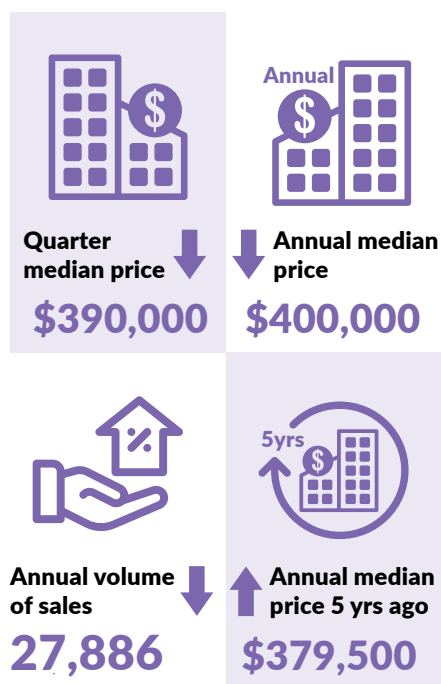 $
Quarter
median price
$390,000
Annual
$
Annual median
price
$400,000
%
Annual volume
of sales
27,886
5yrs
$
Annual median
price 5 yrs ago
$379,500